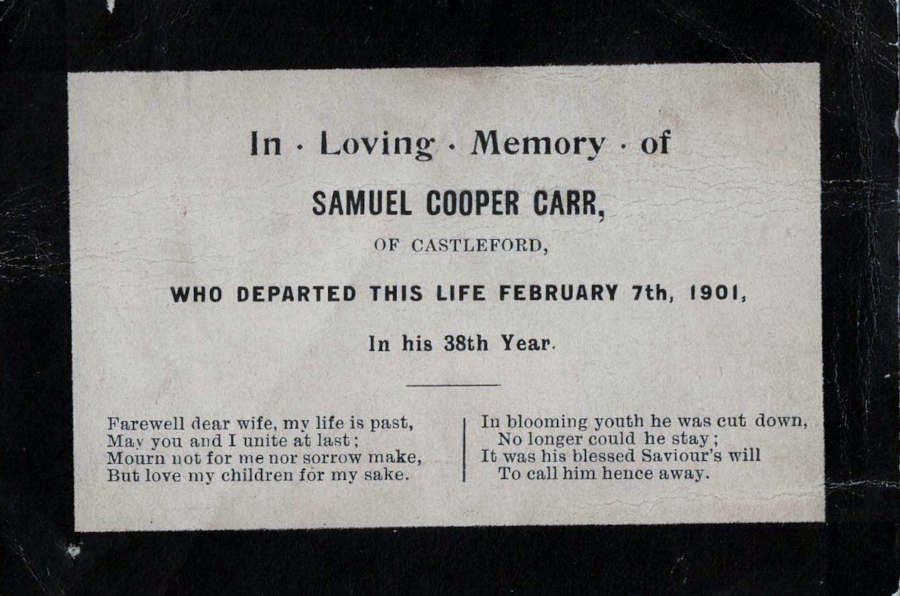 In · Loving · Memory · of
SAMUEL COOPER CARR,
OF CASTLEFORD,
WHO DEPARTED THIS LIFE FEBRUARY 7th, 1901,
In his 38th Year.
Farewell dear wife, my life is past,
May you and I unite at last;
Mourn not for me nor sorrow make,
But love my children for my sake.
In blooming youth he was cut down,
No longer could he stay;
It was his blessed Saviour's will
To call him hence away.